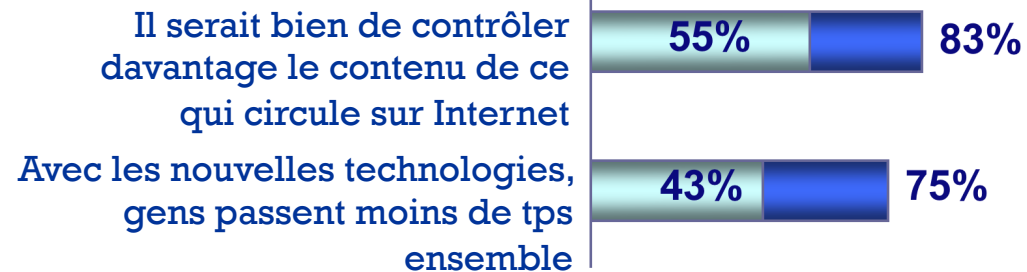 Il serait bien de contrôler
davantage le contenu de ce
qui circule sur Internet
55%
83%
Avec les nouvelles technologies,
gens passent moins de tps
ensemble
43%
75%